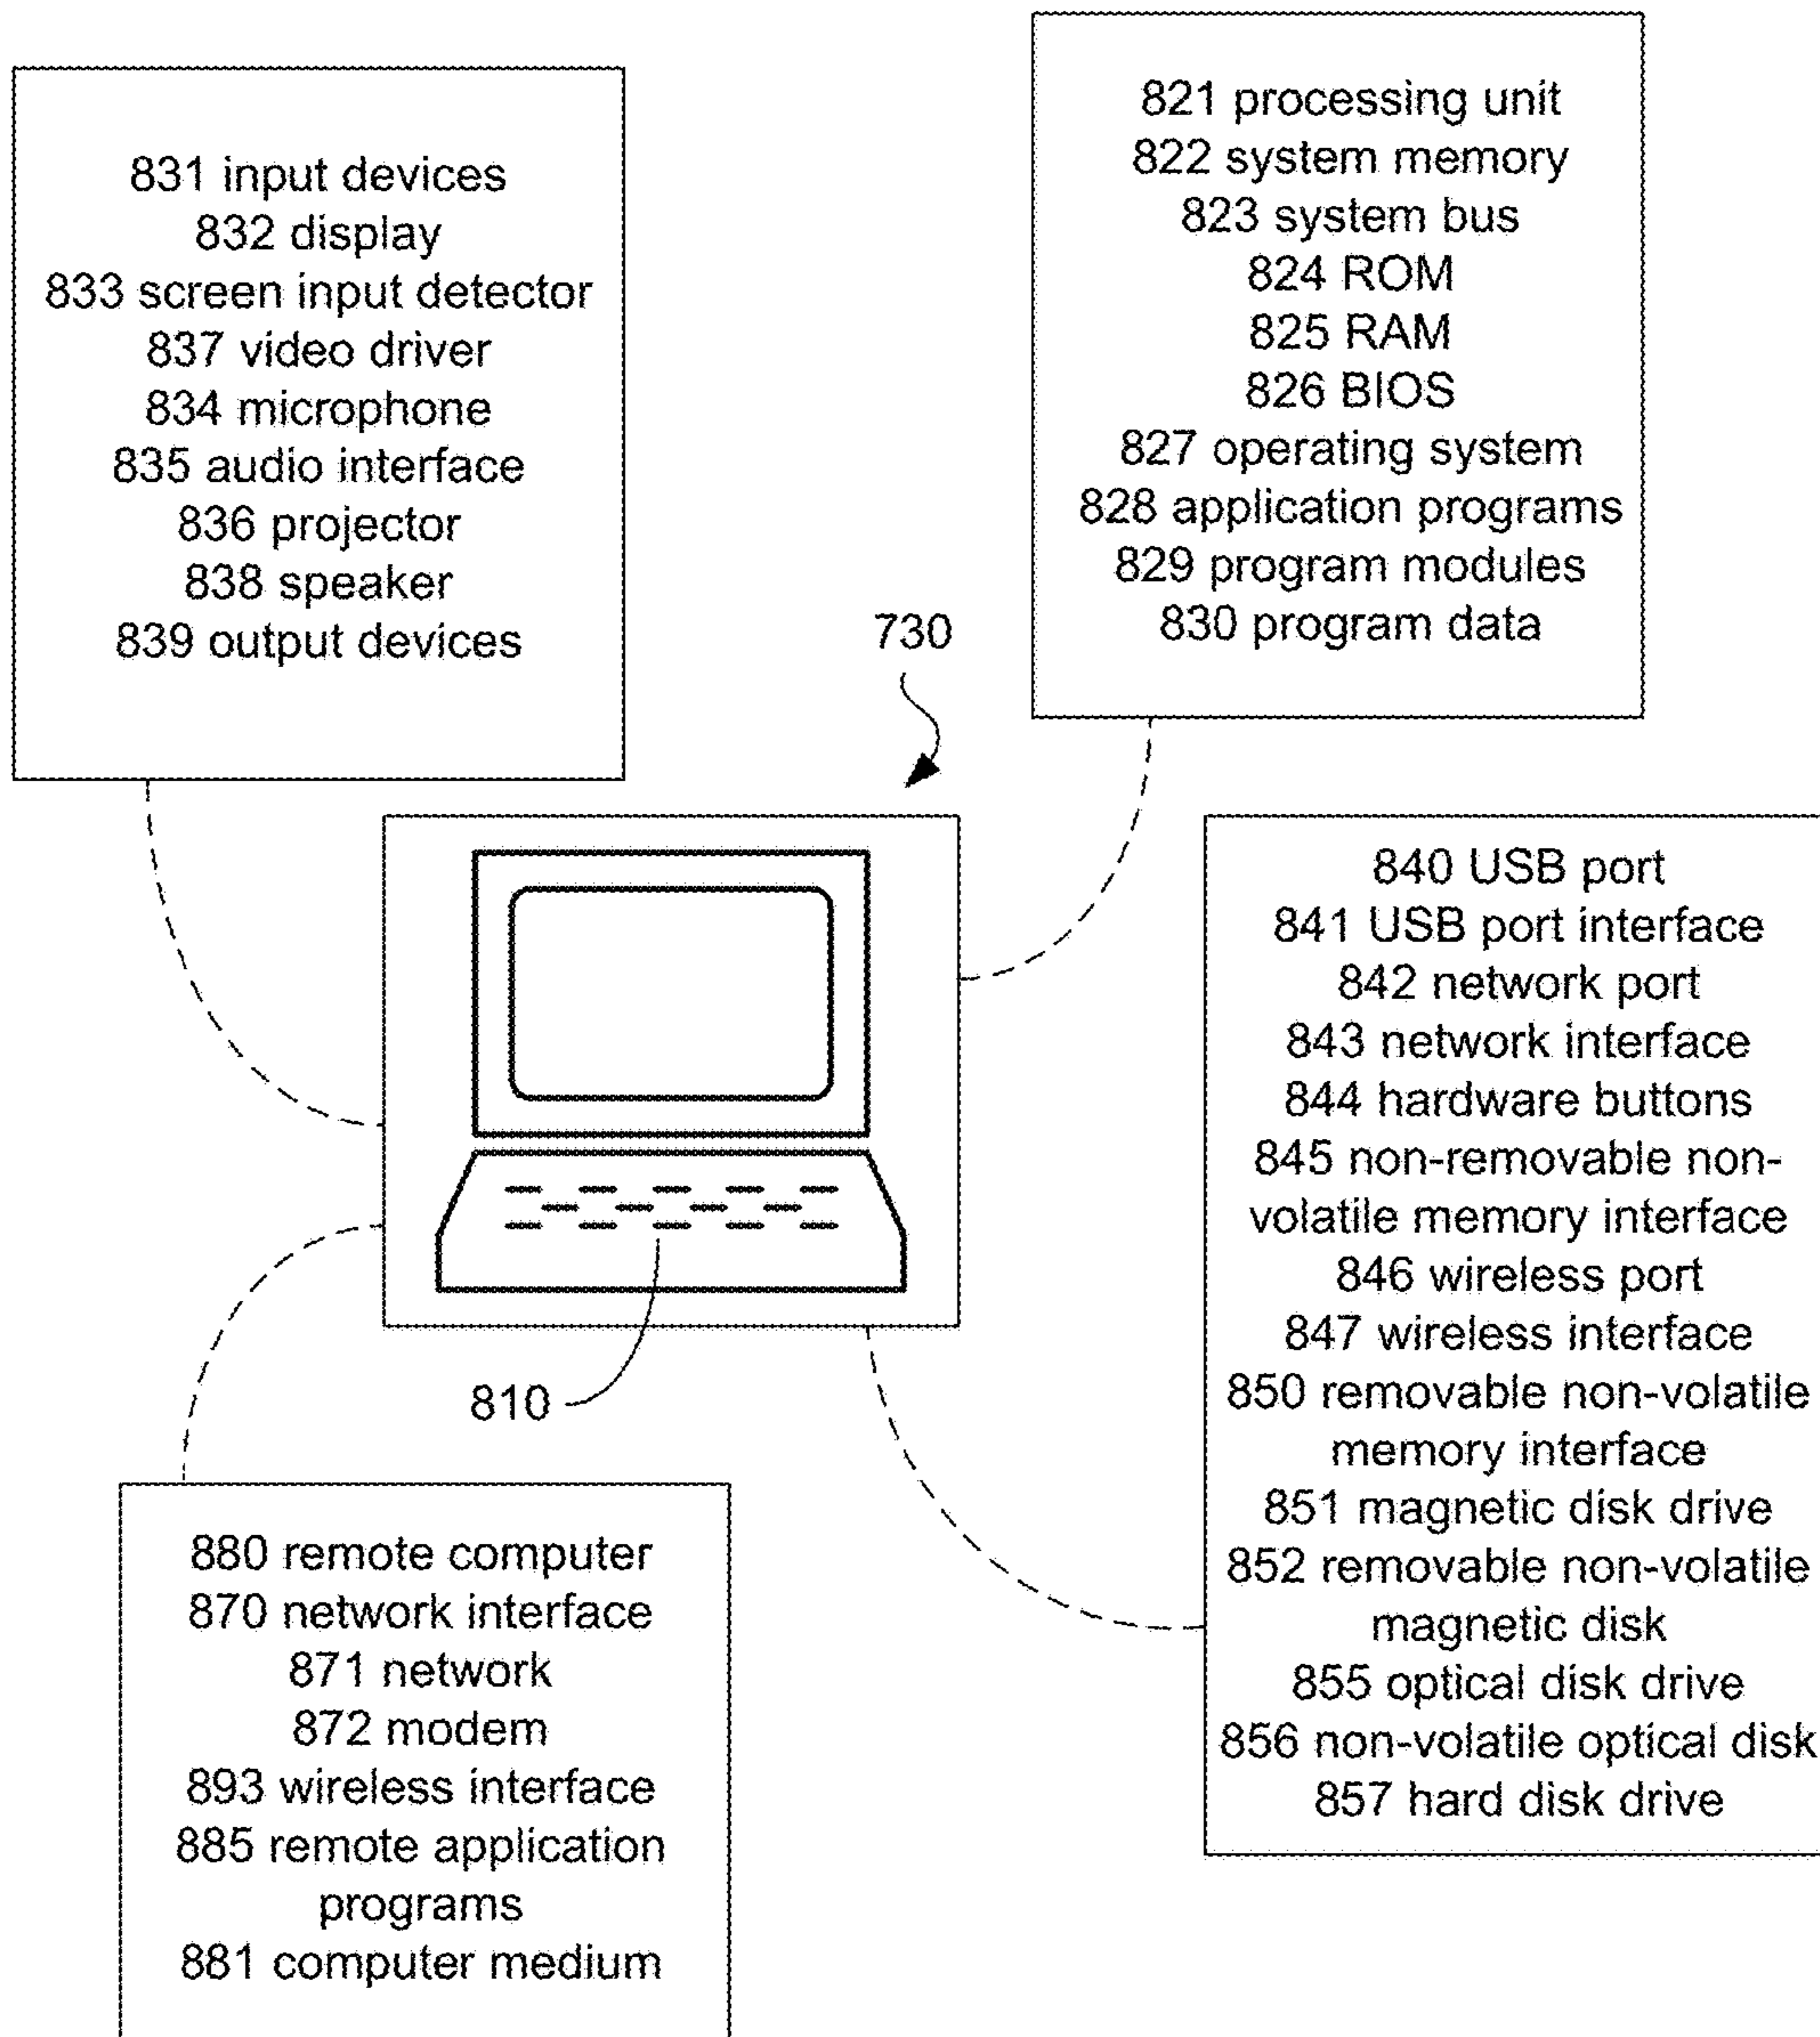 831 input devices
832 display
833 screen input detector
837 video driver
834 microphone
835 audio interface
836 projector
838 speaker
839 output devices
821 processing unit
822 system memory
823 system bus
824 ROM
825 RAM
826 BIOS
827 operating system
828 application programs
829 program modules
830 program data
730
810
840 USB port
841 USB port interface
842 network port
843 network interface
844 hardware buttons
845 non-removable non-
volatile memory interface
846 wireless port
847 wireless interface
850 removable non-volatile
memory interface
851 magnetic disk drive
852 removable non-volatile
magnetic disk
855 optical disk drive
856 non-volatile optical disk
857 hard disk drive
880 remote computer
870 network interface
871 network
872 modem
893 wireless interface
885 remote application
programs
881 computer medium